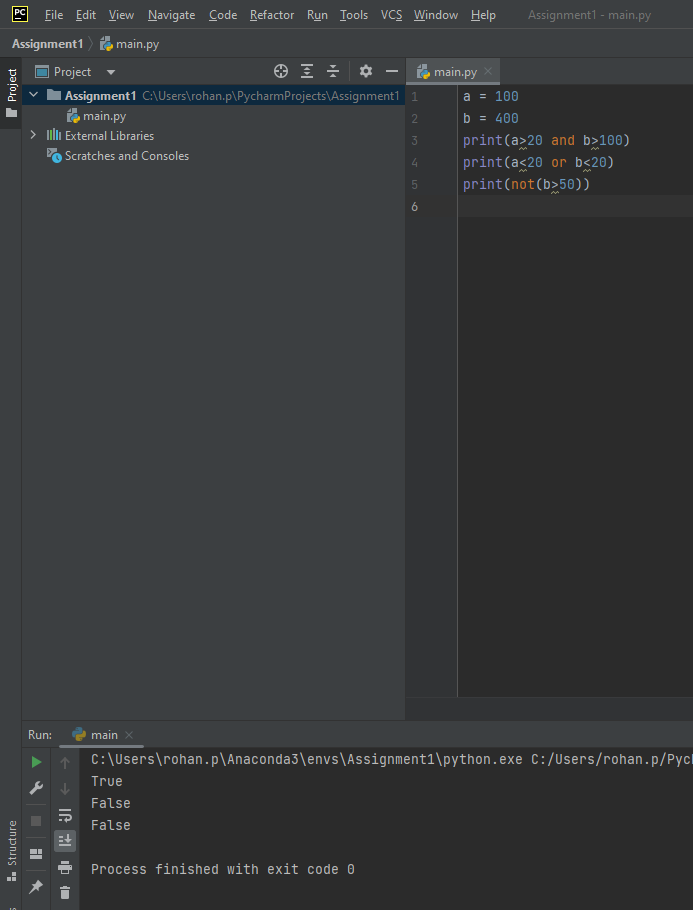 PC File Edit View Navigate Code Refactor Run Tools VCS Window Help Assignment1 - main.py
Assignment1 main.py
Project
Project
main.py
Assignment1 C:\Users\rohan.p\PycharmProjects\Assignment1
main.py
External Libraries
Scratches and Consoles
1 a = 100
2 b = 400
3 print(a>20 and b>100)
4 print(a<20 or b<20)
5 print(not(b>50))
6
Run: main
C:\Users\rohan.p\Anaconda3\envs\Assignment1\python.exe C:/Users/rohan.p/Pyc
True
False
False
Process finished with exit code 0
Structure